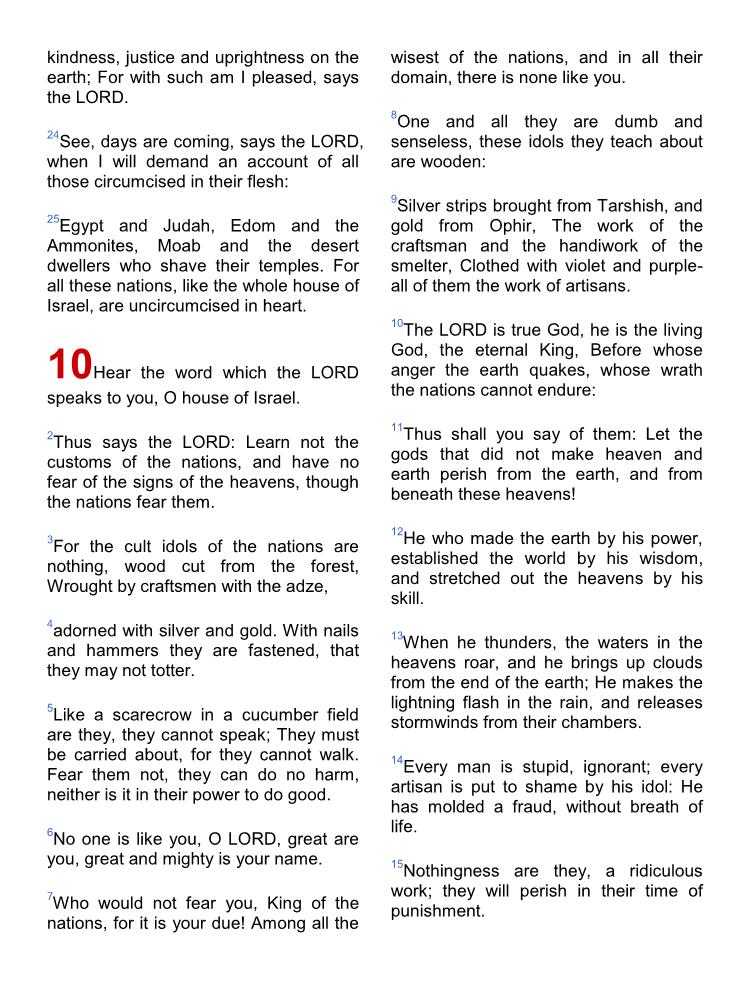 kindness, justice and uprightness on the
earth; For with such am I pleased, says
the LORD.
24See, days are coming, says the LORD,
when I will demand an account of all
those circumcised in their flesh:
25Egypt and Judah, Edom and the
Ammonites, Moab and the desert
dwellers who shave their temples. For
all these nations, like the whole house of
Israel, are uncircumcised in heart.
10Hear the word which the LORD
speaks to you, O house of Israel.
2Thus says the LORD: Learn not the
customs of the nations, and have no
fear of the signs of the heavens, though
the nations fear them.
3For the cult idols of the nations are
nothing, wood cut from the forest,
Wrought by craftsmen with the adze,
4adorned with silver and gold. With nails
and hammers they are fastened, that
they may not totter.
5Like a scarecrow in a cucumber field
are they, they cannot speak; They must
be carried about, for they cannot walk.
Fear them not, they can do no harm,
neither is it in their power to do good.
6No one is like you, O LORD, great are
you, great and mighty is your name.
7Who would not fear you, King of the
nations, for it is your due! Among all the
wisest of the nations, and in all their
domain, there is none like you.
8One and all they are dumb and
senseless, these idols they teach about
are wooden:
9Silver strips brought from Tarshish, and
gold from Ophir, The work of the
craftsman and the handiwork of the
smelter, Clothed with violet and purple-
all of them the work of artisans.
10The LORD is true God, he is the living
God, the eternal King, Before whose
anger the earth quakes, whose wrath
the nations cannot endure:
11Thus shall you say of them: Let the
gods that did not make heaven and
earth perish from the earth, and from
beneath these heavens!
12He who made the earth by his power,
established the world by his wisdom,
and stretched out the heavens by his
skill.
13When he thunders, the waters in the
heavens roar, and he brings up clouds
from the end of the earth; He makes the
lightning flash in the rain, and releases
stormwinds from their chambers.
14Every man is stupid, ignorant; every
artisan is put to shame by his idol: He
has molded a fraud, without breath of
life.
15Nothingness are they, a ridiculous
work; they will perish in their time of
punishment.